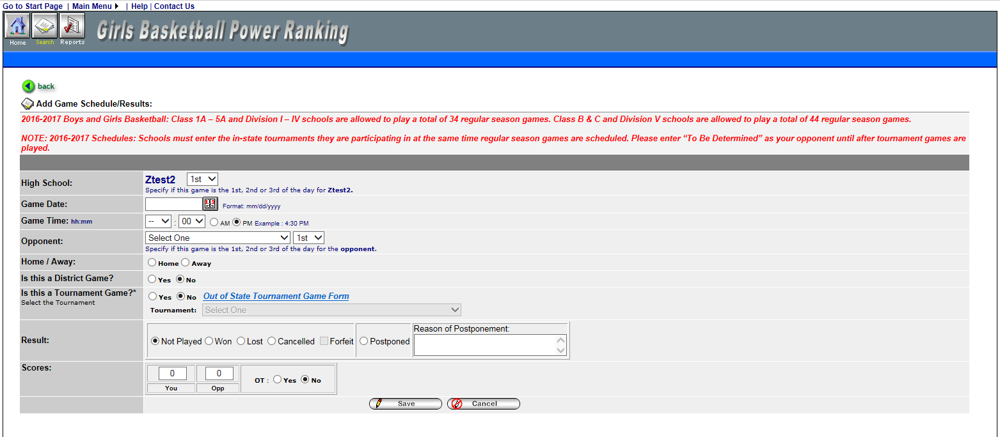 Go to Start Page | Main Menu | Help | Contact Us
Home Search Reports Girls Basketball Power Ranking
back
Add Game Schedule/Results:
2016-2017 Boys and Girls Basketball: Class 1A – 5A and Division I – IV schools are allowed to play a total of 34 regular season games. Class B & C and Division V schools are allowed to play a total of 44 regular season games.
NOTE: 2016-2017 Schedules: Schools must enter the in-state tournaments they are participating in at the same time regular season games are scheduled. Please enter “To Be Determined” as your opponent until after tournament games are
played.
High School: Ztest2 1st
Specify if this game is the 1st, 2nd or 3rd of the day for Ztest2.
Game Date: Format: mm/dd/yyyy
Game Time: hh:mm -- : 00 AM PM Example : 4:30 PM
Opponent: Select One 1st
Specify if this game is the 1st, 2nd or 3rd of the day for the opponent.
Home / Away: Home Away
Is this a District Game? Yes No
Is this a Tournament Game?* Yes No Out of State Tournament Game Form
Select the Tournament
Tournament: Select One
Reason of Postponement:
Result: Not Played Won Lost Cancelled Forfeit Postponed
Scores: 0 0 OT : Yes No
You Opp
Save Cancel